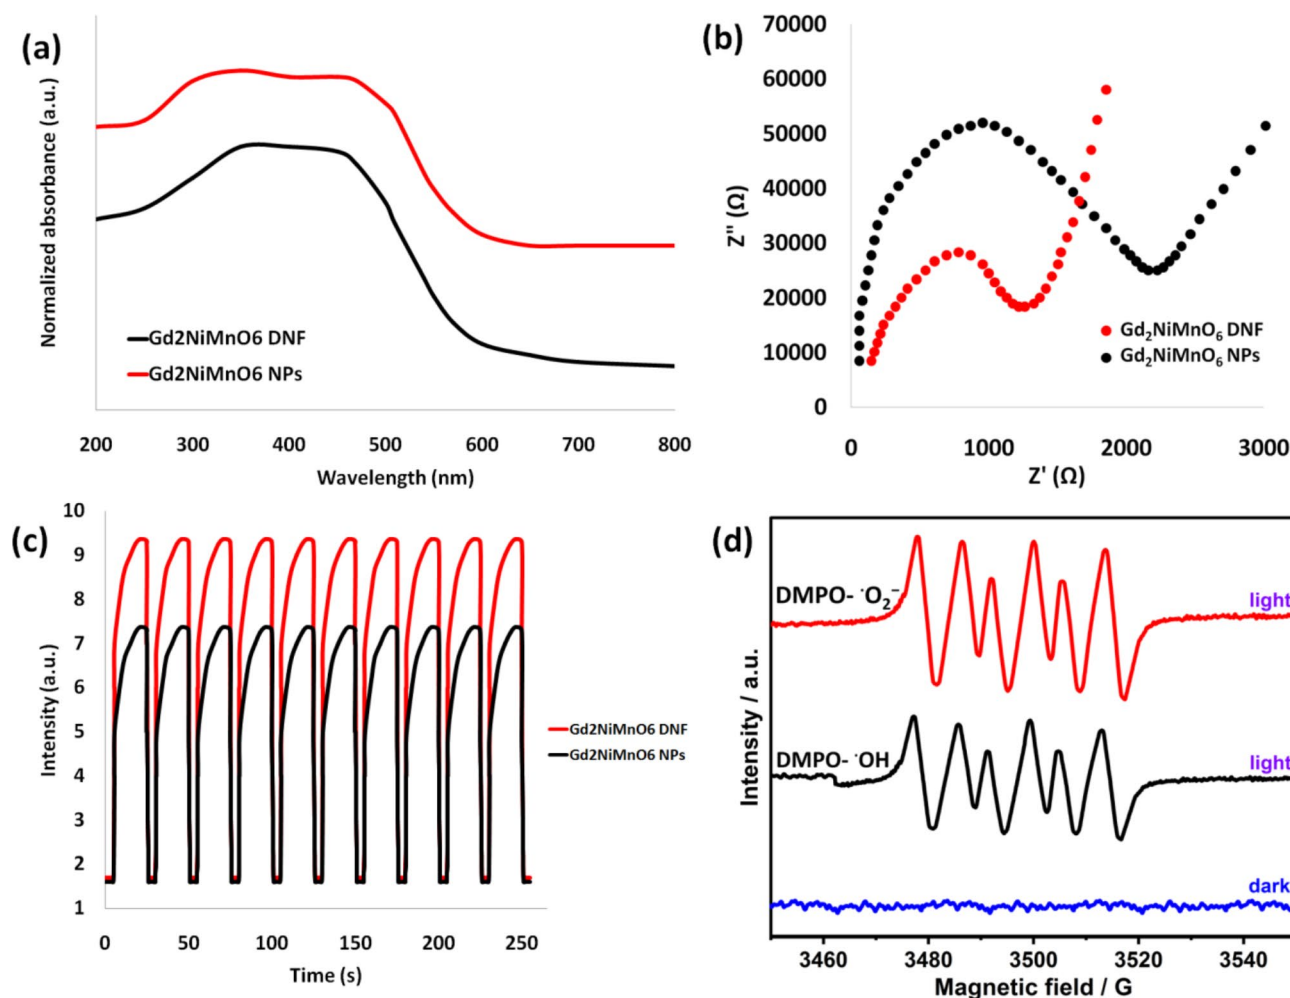 (a)
Normalized absorbance (a.u.)
Gd2NiMnO6 DNF
Gd2NiMnO6 NPs
200 300 400 500 600 700 800
Wavelength (nm)
(b)
70000
60000
50000
40000
30000
20000
10000
0
Z'' (Ω)
Gd₂NiMnO₆ DNF
Gd₂NiMnO₆ NPs
0 1000 2000 3000
Z' (Ω)
(c)
10
9
8
7
6
5
4
3
2
1
Intensity (a.u.)
Gd2NiMnO6 DNF
Gd2NiMnO6 NPs
0 50 100 150 200 250
Time (s)
(d)
Intensity / a.u.
DMPO- ·O₂⁻
light
DMPO- ·OH
light
dark
3460 3480 3500 3520 3540
Magnetic field / G